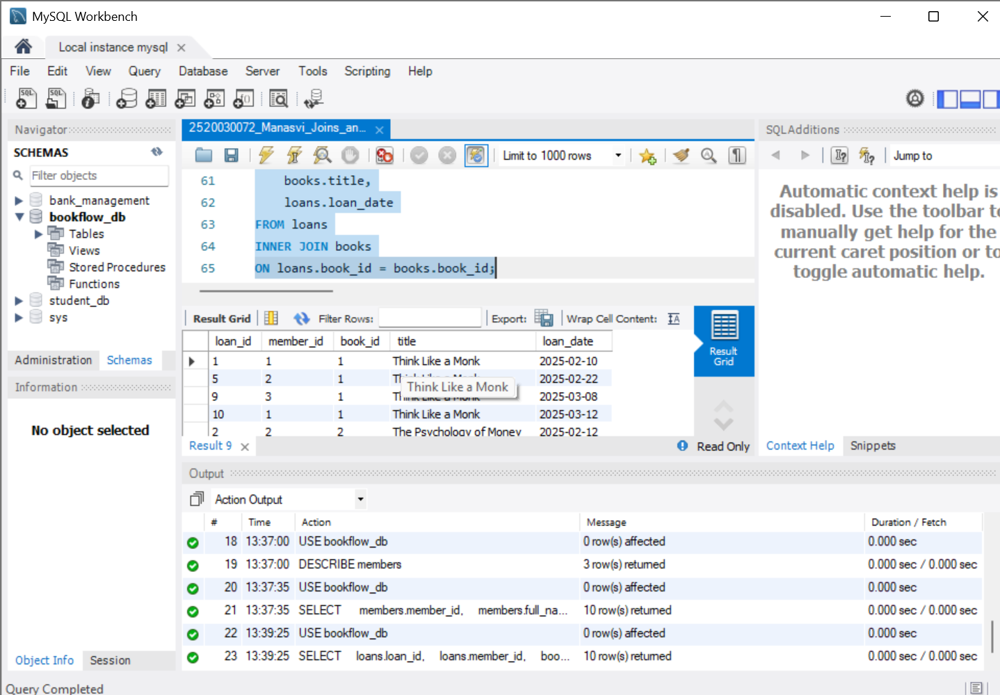 MySQL Workbench
Local instance mysql
File Edit View Query Database Server Tools Scripting Help
Navigator
SCHEMAS
Filter objects
bank_management
bookflow_db
Tables
Views
Stored Procedures
Functions
student_db
sys
Administration Schemas
Information
No object selected
Object Info Session
2520030072_Manasvi_Joins_an...
Limit to 1000 rows
61 books.title,
62 loans.loan_date
63 FROM loans
64 INNER JOIN books
65 ON loans.book_id = books.book_id;
Result Grid Filter Rows: Export: Wrap Cell Content:
loan_id member_id book_id title loan_date
1 1 1 Think Like a Monk 2025-02-10
5 2 1 Think Like a Monk 2025-02-22
Think Like a Monk
9 3 1 Think Like a Monk 2025-03-08
10 1 1 Think Like a Monk 2025-03-12
2 2 2 The Psychology of Money 2025-02-12
Result Grid
Result 9
Read Only
SQLAdditions
Jump to
Automatic context help is
disabled. Use the toolbar to
manually get help for the
current caret position or to
toggle automatic help.
Context Help Snippets
Output
Action Output
# Time Action Message Duration / Fetch
18 13:37:00 USE bookflow_db 0 row(s) affected 0.000 sec
19 13:37:00 DESCRIBE members 3 row(s) returned 0.000 sec / 0.000 sec
20 13:37:35 USE bookflow_db 0 row(s) affected 0.000 sec
21 13:37:35 SELECT members.member_id, members.full_na... 10 row(s) returned 0.000 sec / 0.000 sec
22 13:39:25 USE bookflow_db 0 row(s) affected 0.000 sec
23 13:39:25 SELECT loans.loan_id, loans.member_id, boo... 10 row(s) returned 0.000 sec / 0.000 sec
Query Completed